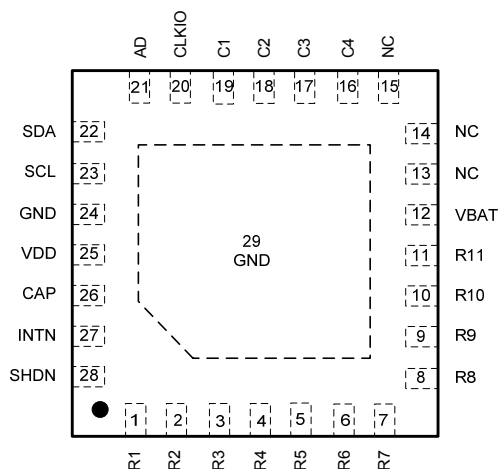 AD CLKIO C1 C2 C3 C4 NC
21 20 19 18 17 16 15
SDA 22 14 NC
SCL 23 13 NC
GND 24 12 VBAT
VDD 25 11 R11
29
GND
CAP 26 10 R10
INTN 27 9 R9
SHDN 28 8 R8
1 2 3 4 5 6 7
R1 R2 R3 R4 R5 R6 R7